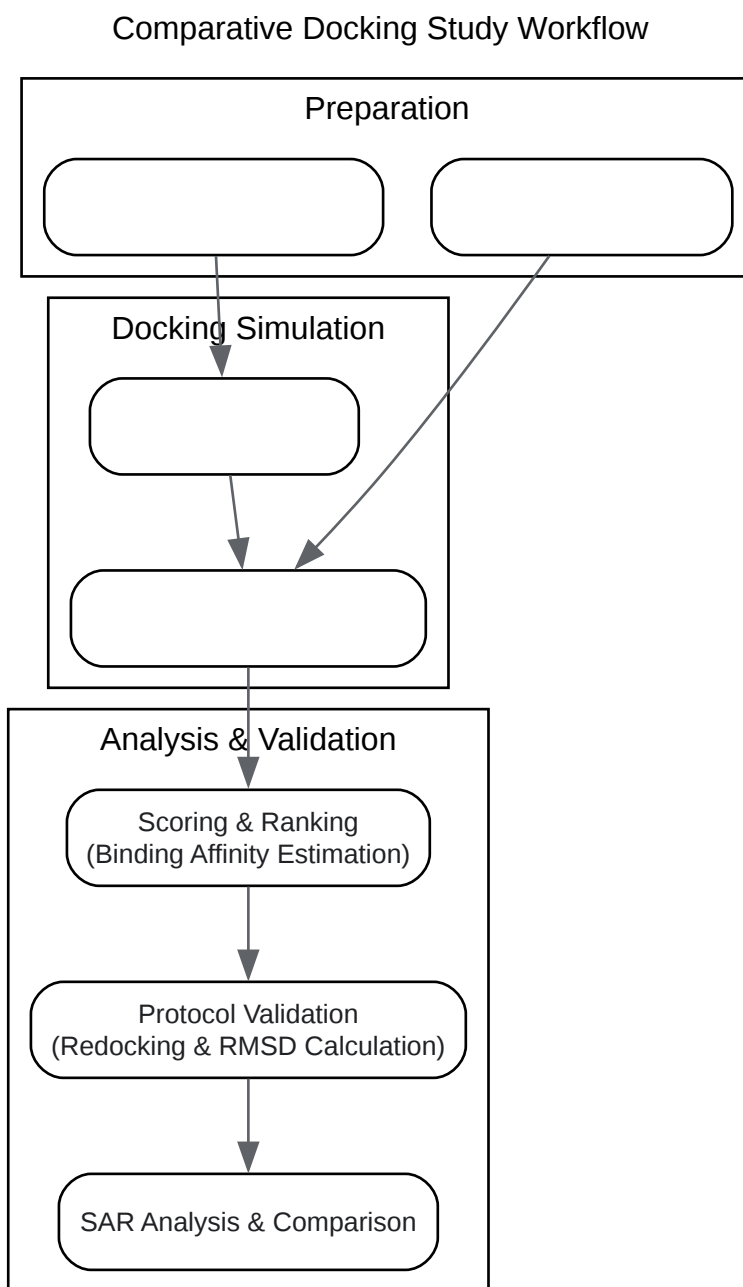 Comparative Docking Study Workflow
Preparation
Docking Simulation
Analysis & Validation
Scoring & Ranking
(Binding Affinity Estimation)
Protocol Validation
(Redocking & RMSD Calculation)
SAR Analysis & Comparison